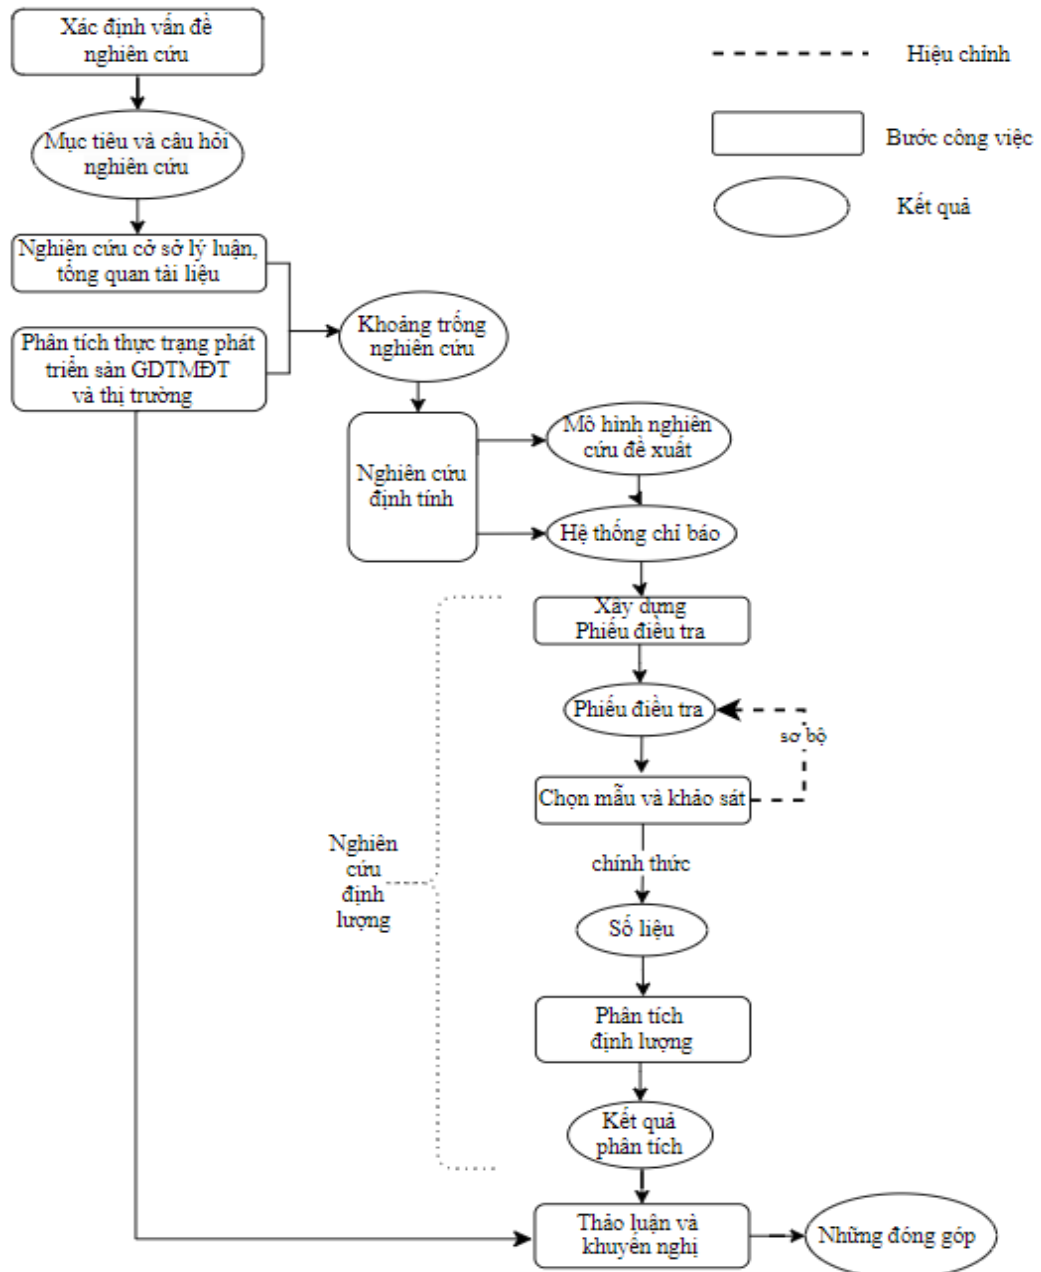 Xác định vấn đề
nghiên cứu
Hiệu chỉnh
Bước công việc
Kết quả
Mục tiêu và câu hỏi
nghiên cứu
Nghiên cứu cở sở lý luận,
tổng quan tài liệu
Phân tích thực trạng phát
triển sàn GDTMĐT
và thị trường
Khoảng trống
nghiên cứu
Nghiên cứu
định tính
Mô hình nghiên
cứu đề xuất
Hệ thống chỉ báo
Xây dựng
Phiếu điều tra
Phiếu điều tra
sơ bộ
Chọn mẫu và khảo sát
Nghiên
cứu
định
lượng
chính thức
Số liệu
Phân tích
định lượng
Kết quả
phân tích
Thảo luận và
khuyến nghị
Những đóng góp